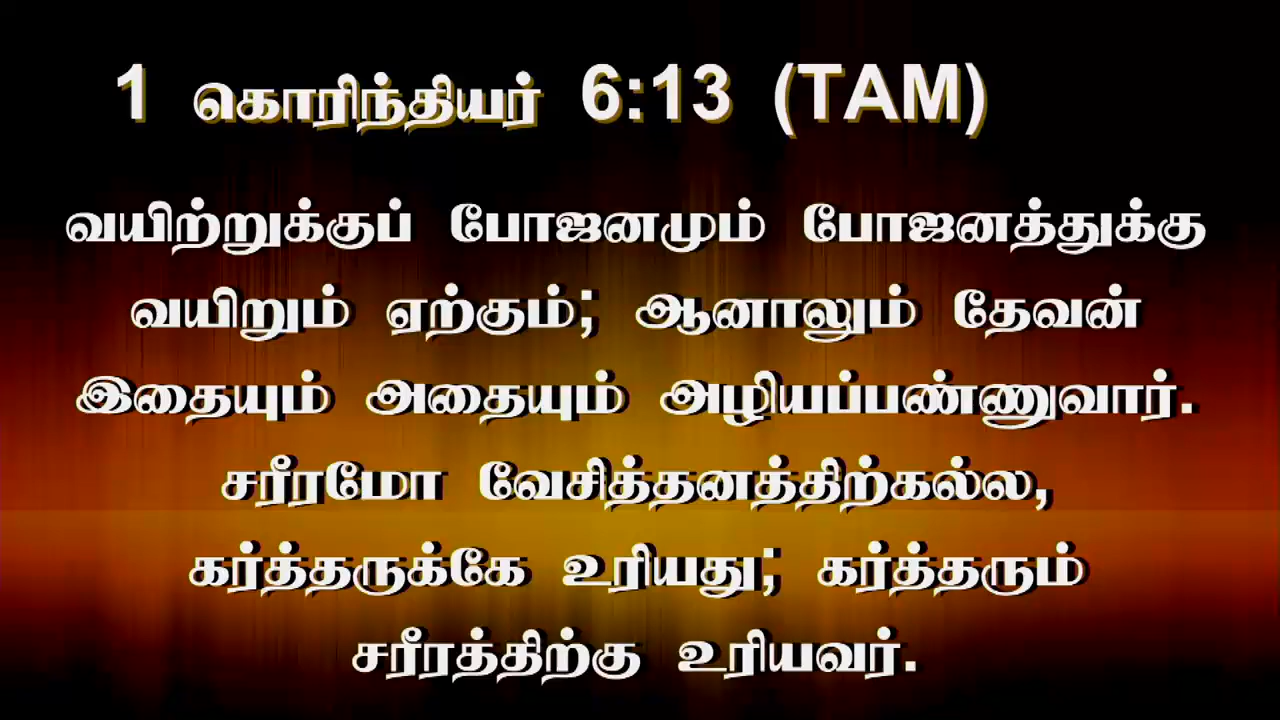 1 கொரிந்தியர் 6:13 (TAM)
வயிற்றுக்குப் போஜனமும் போஜனத்துக்கு
வயிறும் ஏற்கும்; ஆனாலும் தேவன்
இதையும் அதையும் அழியப்பண்ணுவார்.
சரீரமோ வேசித்தனத்திற்கல்ல,
கர்த்தருக்கே உரியது; கர்த்தரும்
சரீரத்திற்கு உரியவர்.